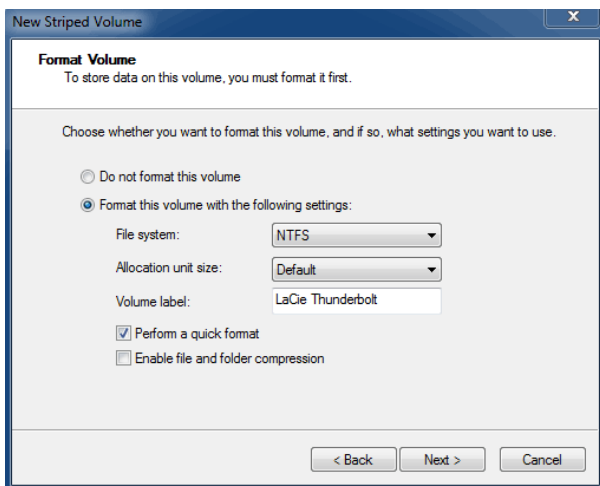 New Striped Volume
X
Format Volume
To store data on this volume, you must format it first.
Choose whether you want to format this volume, and if so, what settings you want to use.
Do not format this volume
Format this volume with the following settings:
File system: NTFS
Allocation unit size: Default
Volume label: LaCie Thunderbolt
Perform a quick format
Enable file and folder compression
< Back Next > Cancel